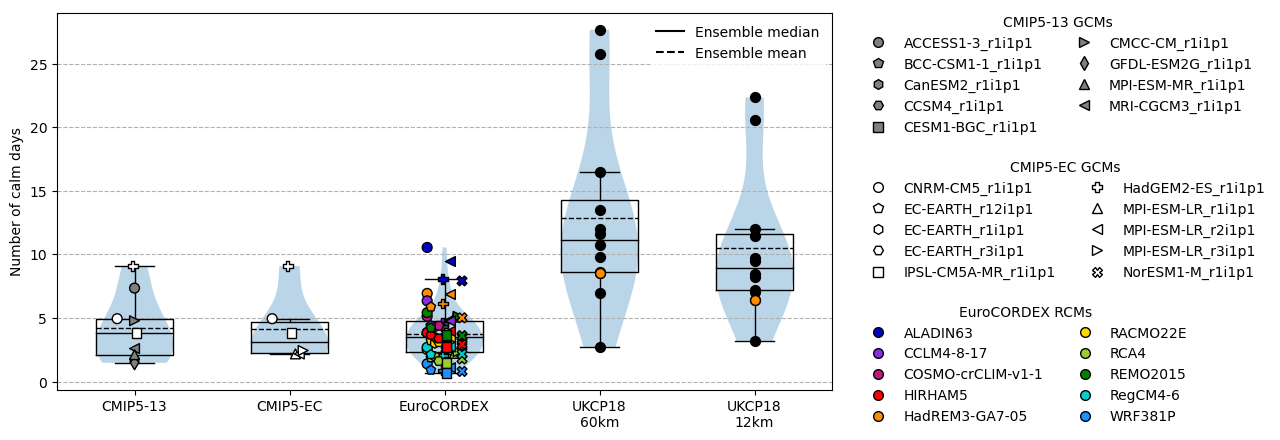 Number of calm days
25
20
15
10
5
0
Ensemble median
Ensemble mean
CMIP5-13
CMIP5-EC
EuroCORDEX
UKCP18
60km
UKCP18
12km
CMIP5-13 GCMs
ACCESS1-3_r1i1p1
BCC-CSM1-1_r1i1p1
CanESM2_r1i1p1
CCSM4_r1i1p1
CESM1-BGC_r1i1p1
CMCC-CM_r1i1p1
GFDL-ESM2G_r1i1p1
MPI-ESM-MR_r1i1p1
MRI-CGCM3_r1i1p1
CMIP5-EC GCMs
CNRM-CM5_r1i1p1
EC-EARTH_r12i1p1
EC-EARTH_r1i1p1
EC-EARTH_r3i1p1
IPSL-CM5A-MR_r1i1p1
HadGEM2-ES_r1i1p1
MPI-ESM-LR_r1i1p1
MPI-ESM-LR_r2i1p1
MPI-ESM-LR_r3i1p1
NorESM1-M_r1i1p1
EuroCORDEX RCMs
ALADIN63
CCLM4-8-17
COSMO-crCLIM-v1-1
HIRHAM5
HadREM3-GA7-05
RACMO22E
RCA4
REMO2015
RegCM4-6
WRF381P